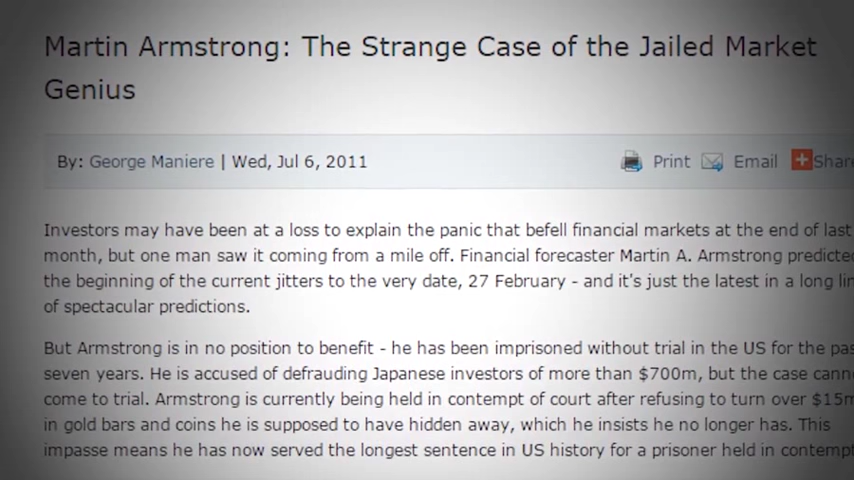 Martin Armstrong: The Strange Case of the Jailed Market
Genius
By: George Maniere | Wed, Jul 6, 2011 Print Email Share
Investors may have been at a loss to explain the panic that befell financial markets at the end of last
month, but one man saw it coming from a mile off. Financial forecaster Martin A. Armstrong predicte
the beginning of the current jitters to the very date, 27 February - and it's just the latest in a long lin
of spectacular predictions.
But Armstrong is in no position to benefit - he has been imprisoned without trial in the US for the pas
seven years. He is accused of defrauding Japanese investors of more than $700m, but the case cann
come to trial. Armstrong is currently being held in contempt of court after refusing to turn over $15m
in gold bars and coins he is supposed to have hidden away, which he insists he no longer has. This
impasse means he has now served the longest sentence in US history for a prisoner held in contempt